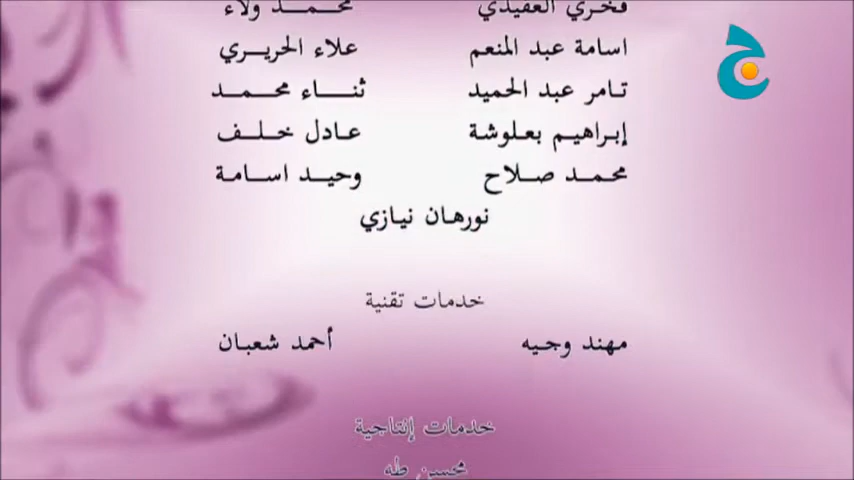 فخري العفيدي محمد ولاء
اسامة عبد المنعم علاء الحريري
تامر عبد الحميد ثناء محمد
إبراهيم بعلوشة عادل خلف
محمد صلاح وحيد اسامة
نورهان نيازي
خدمات تقنية
مهند وجيه أحمد شعبان
خدمات إنتاجية
محسن طه
ج